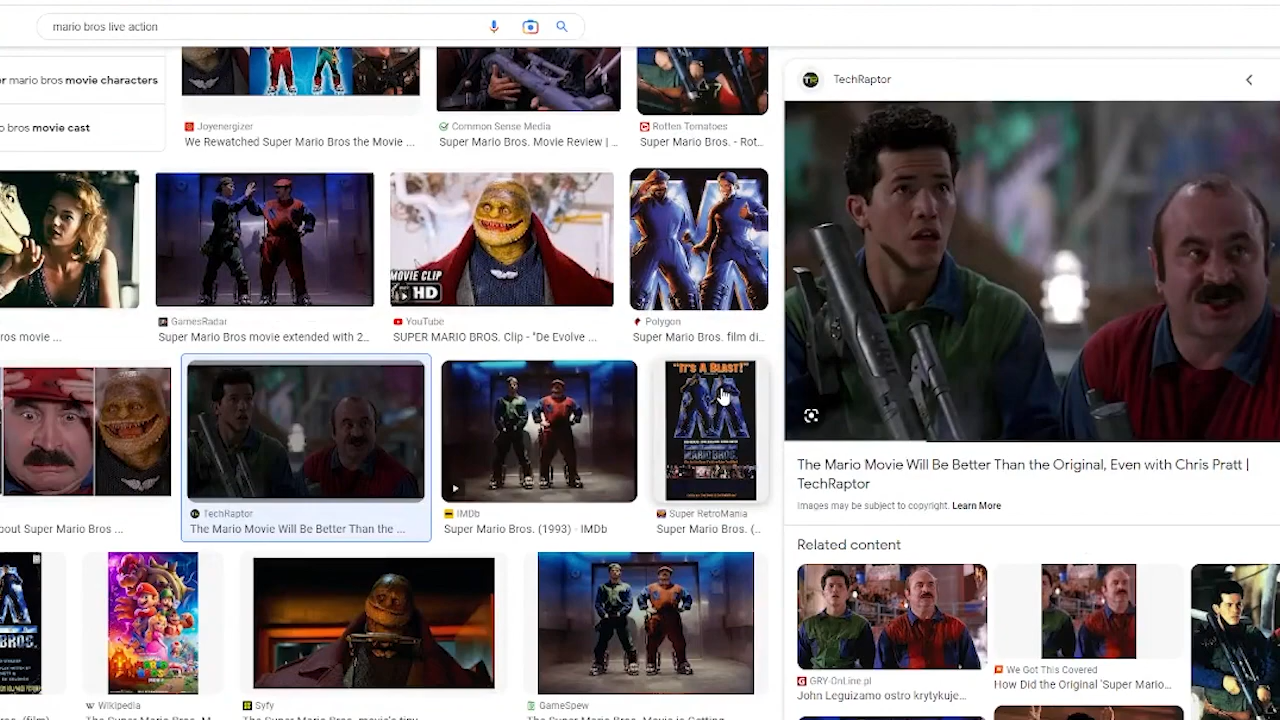 mario bros live action
er mario bros movie characters
o bros movie cast
Joyenergizer
We Rewatched Super Mario Bros the Movie ...
Common Sense Media
Super Mario Bros. Movie Review | ...
Rotten Tomatoes
Super Mario Bros. - Rot...
ros movie ...
GamesRadar
Super Mario Bros movie extended with 2...
MOVIE CLIP
HD
YouTube
SUPER MARIO BROS. Clip - "De Evolve ...
Polygon
Super Mario Bros. film di...
bout Super Mario Bros ...
TechRaptor
The Mario Movie Will Be Better Than the ...
IMDb
Super Mario Bros. (1993) - IMDb
"IT'S A BLAST!"
Super RetroMania
Super Mario Bros. (..
BROS.
Wikipedia
Syfy
GameSpew
TechRaptor
The Mario Movie Will Be Better Than the Original, Even with Chris Pratt |
TechRaptor
Images may be subject to copyright. Learn More
Related content
GRY-OnLine.pl
John Leguizamo ostro krytykuje...
We Got This Covered
How Did the Original 'Super Mario...